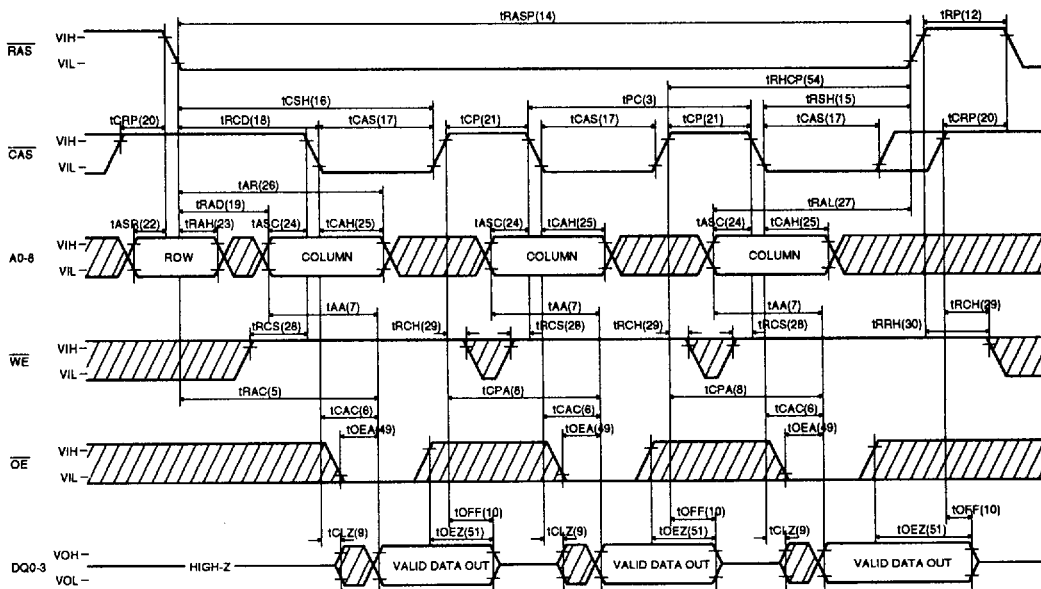 tRASP(14) tRP(12)
RAS VIH
VIL
tRHCP(54)
tCSH(16) tPC(3) tRSH(15)
tCRP(20) tRCD(18) tCAS(17) tCP(21) tCAS(17) tCP(21) tCAS(17) tCRP(20)
CAS VIH
VIL
tAR(26)
tRAD(19) tRAL(27)
tASR(22) tRAH(23) tASC(24) tCAH(25) tASC(24) tCAH(25) tASC(24) tCAH(25)
A0-8 VIH
VIL
ROW COLUMN COLUMN COLUMN
tAA(7) tAA(7) tAA(7)
tRCS(28) tRCH(29) tRCS(28) tRCH(29) tRCS(28) tRCH(29)
tRRH(30)
WE VIH
VIL
tRAC(5) tCPA(8) tCPA(8)
tCAC(6) tCAC(6) tCAC(6)
tOEA(49) tOEA(49) tOEA(49)
OE VIH
VIL
tOFF(10) tOFF(10) tOFF(10)
tCLZ(9) tOEZ(51) tCLZ(9) tOEZ(51) tCLZ(9) tOEZ(51)
DQ0-3 VOH
VOL
HIGH-Z VALID DATA OUT VALID DATA OUT VALID DATA OUT